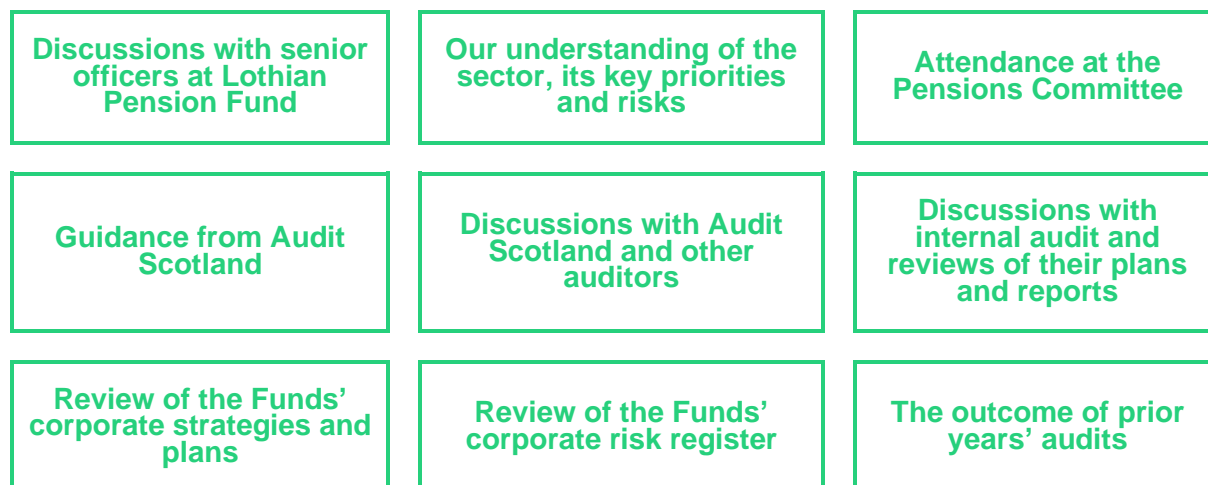 Discussions with senior
officers at Lothian
Pension Fund
Our understanding of the
sector, its key priorities
and risks
Attendance at the
Pensions Committee
Guidance from Audit
Scotland
Discussions with Audit
Scotland and other
auditors
Discussions with
internal audit and
reviews of their plans
and reports
Review of the Funds’
corporate strategies and
plans
Review of the Funds’
corporate risk register
The outcome of prior
years’ audits